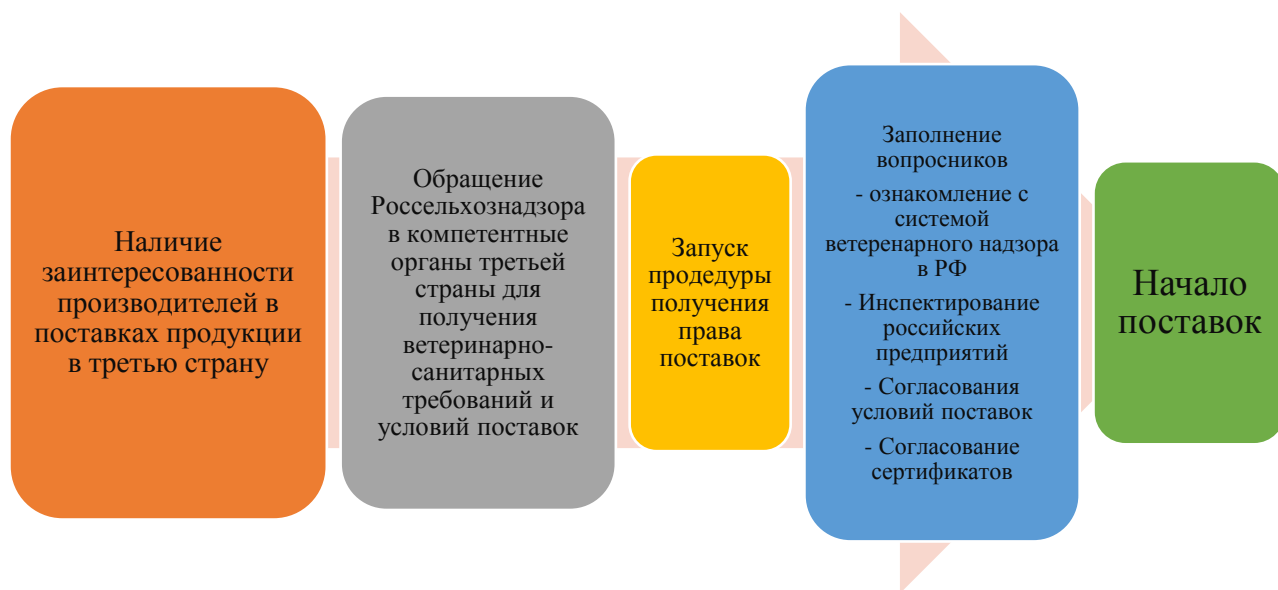 Наличие
заинтересованности
производителей в
поставках продукции
в третью страну
Обращение
Россельхознадзора
в компетентные
органы третьей
страны для
получения
ветеринарно-
санитарных
требований и
условий поставок
Запуск
продедуры
получения
права
поставок
Заполнение
вопросников
- ознакомление с
системой
ветеренарного надзора
в РФ
- Инспектирование
российских
предприятий
- Согласования
условий поставок
- Согласование
сертификатов
Начало
поставок